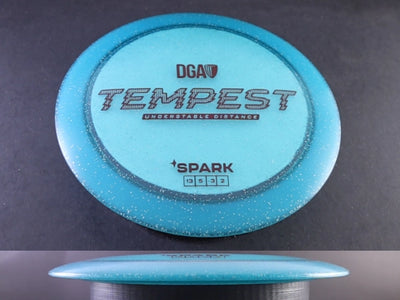 DGA
TEMPEST
UNDERSTABLE DISTANCE
SPARK
13 5 -3 2